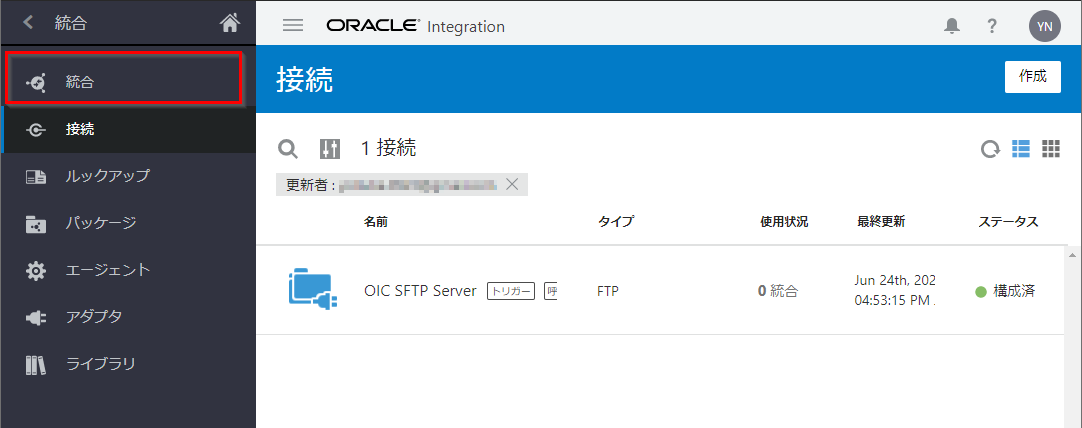 統合
統合
接続
ルックアップ
パッケージ
エージェント
アダプタ
ライブラリ
ORACLE® Integration
?
YN
接続
作成
1 接続
更新者 :
名前 タイプ 使用状況 最終更新 ステータス
OIC SFTP Server トリガー 呼 FTP 0 統合 Jun 24th, 202 構成済
04:53:15 PM .